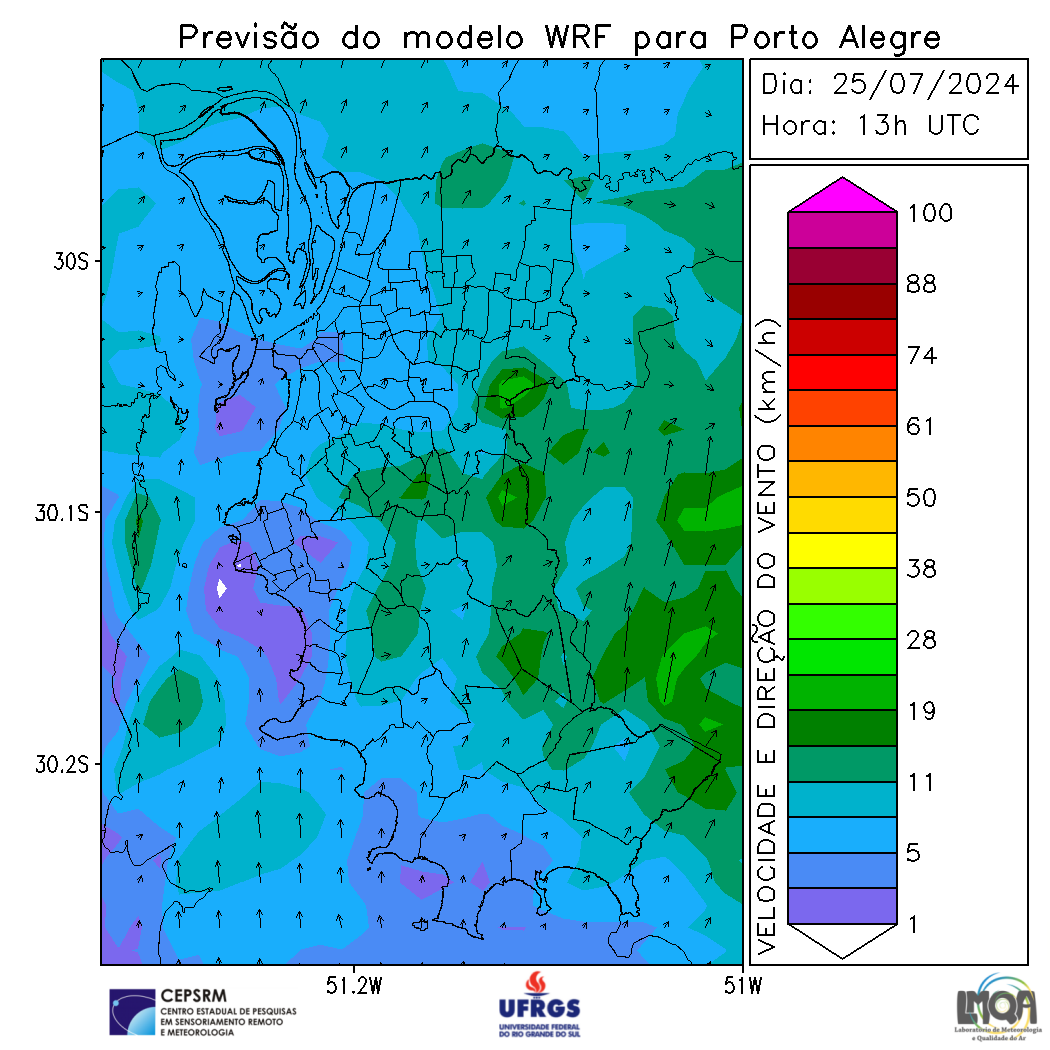 Previsão do modelo WRF para Porto Alegre
Dia: 25/07/2024
Hora: 13h UTC
30S
30.1S
30.2S
51.2W
51W
VELOCIDADE E DIREÇÃO DO VENTO (km/h)
100
88
74
61
50
38
28
19
11
5
1
CEPSRM
CENTRO ESTADUAL DE PESQUISAS
EM SENSORIAMENTO REMOTO
E METEOROLOGIA
UFRGS
UNIVERSIDADE FEDERAL
DO RIO GRANDE DO SUL
LMQA
Laboratório de Meteorologia
e Qualidade do Ar